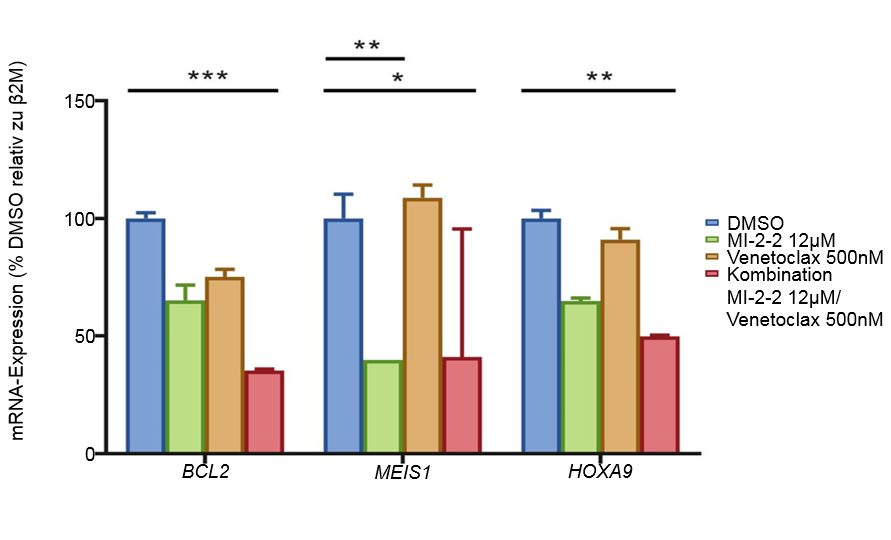 **
***
*
**
mRNA-Expression (% DMSO relativ zu β2M)
150
100
50
0
BCL2
MEIS1
HOXA9
DMSO
MI-2-2 12µM
Venetoclax 500nM
Kombination
MI-2-2 12µM/
Venetoclax 500nM